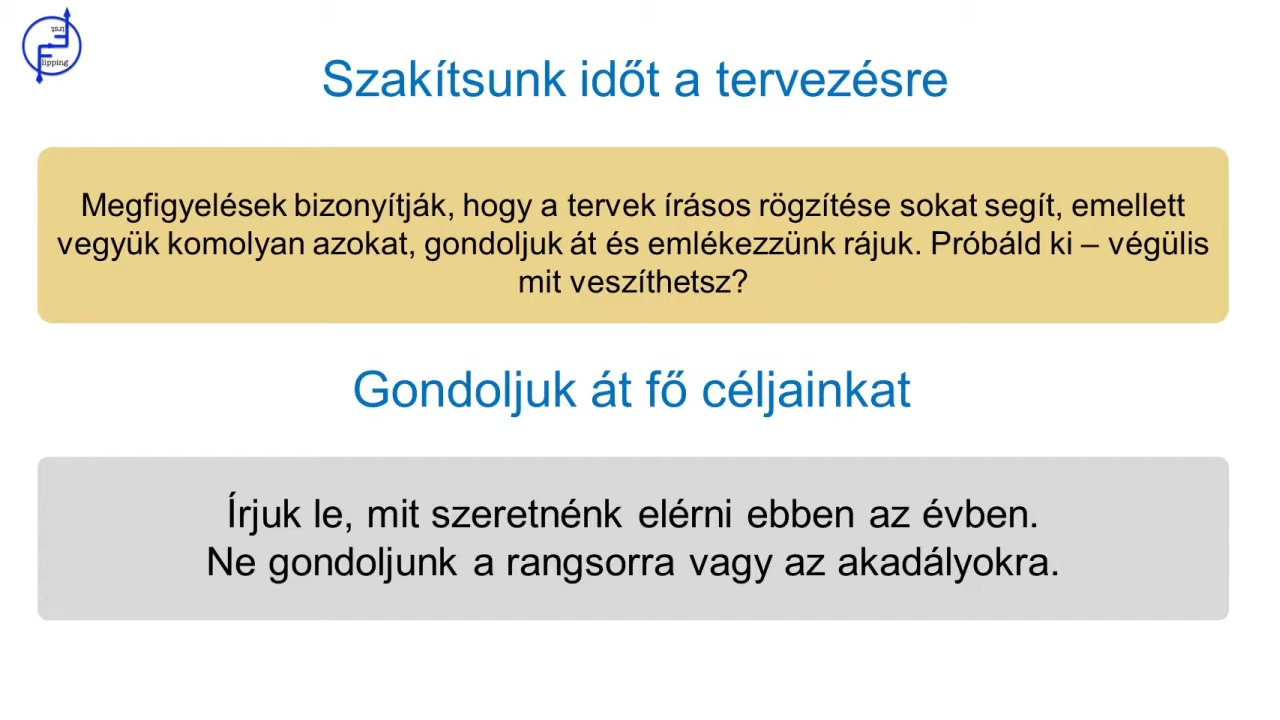 lipping
Szakítsunk időt a tervezésre
Megfigyelések bizonyítják, hogy a tervek írásos rögzítése sokat segít, emellett
vegyük komolyan azokat, gondoljuk át és emlékezzünk rájuk. Próbáld ki – végülis
mit veszíthetsz?
Gondoljuk át fő céljainkat
Írjuk le, mit szeretnénk elérni ebben az évben.
Ne gondoljunk a rangsorra vagy az akadályokra.